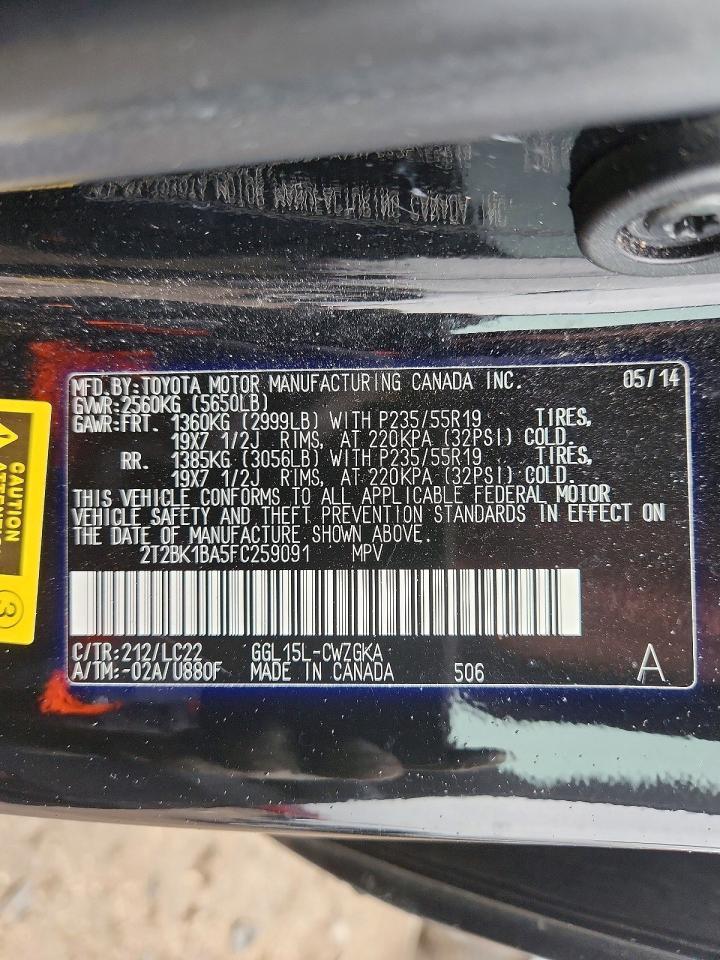 MFD.BY:TOYOTA MOTOR MANUFACTURING CANADA INC. 05/14
GVWR:2560KG (5650LB)
GAWR:FRT. 1360KG (2999LB) WITH P235/55R19 TIRES,
19X7 1/2J RIMS, AT 220KPA (32PSI) COLD.
RR. 1385KG (3056LB) WITH P235/55R19 TIRES,
19X7 1/2J RIMS, AT 220KPA (32PSI) COLD.
THIS VEHICLE CONFORMS TO ALL APPLICABLE FEDERAL MOTOR
VEHICLE SAFETY AND THEFT PREVENTION STANDARDS IN EFFECT ON
THE DATE OF MANUFACTURE SHOWN ABOVE.
2T2BK1BA5FC259091 MPV
C/TR:212/LC22 GGL15L-CWZGKA
A/TM:-02A/U880F MADE IN CANADA 506 A
CAUTION
ATTENTION
3